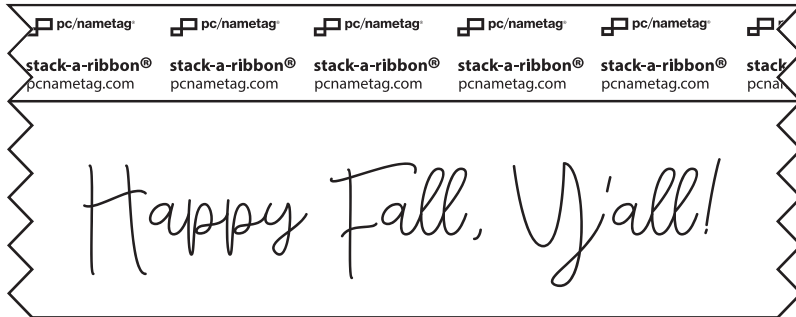 pc/nametag® pc/nametag® pc/nametag® pc/nametag® pc/nametag®
stack-a-ribbon® stack-a-ribbon® stack-a-ribbon® stack-a-ribbon® stack-a-ribbon® stack
pcnametag.com pcnametag.com pcnametag.com pcnametag.com pcnametag.com
Happy Fall, Y'all!